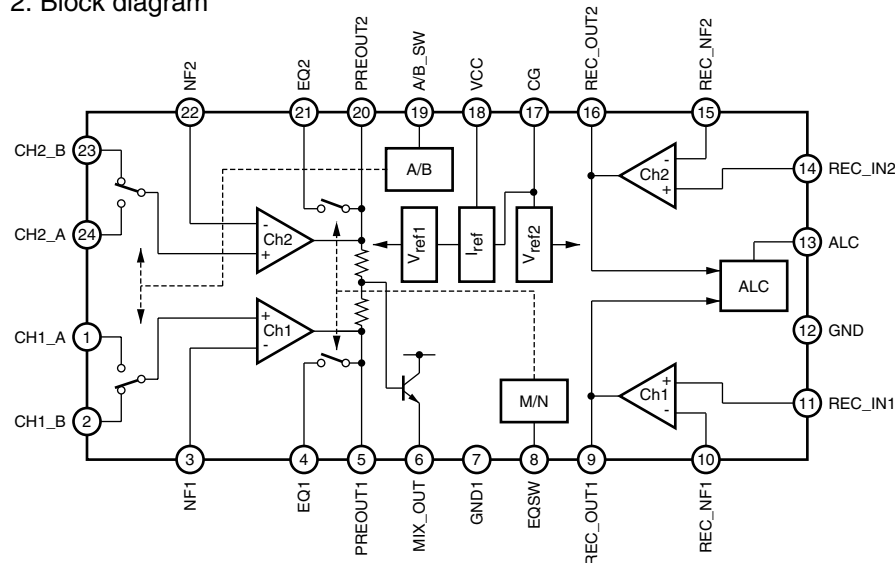 2. Block diagram
NF2
EQ2
PREOUT2
A/B_SW
VCC
CG
REC_OUT2
REC_NF2
22
21
20
19
18
17
16
15
CH2_B
23
A/B
Ch2
-
+
14
REC_IN2
CH2_A
24
-
Ch2
+
Vref1
Iref
Vref2
13
ALC
ALC
CH1_A
1
+
Ch1
-
12
GND
CH1_B
2
M/N
+
Ch1
-
11
REC_IN1
3
4
5
6
7
8
9
10
NF1
EQ1
PREOUT1
MIX_OUT
GND1
EQSW
REC_OUT1
REC_NF1